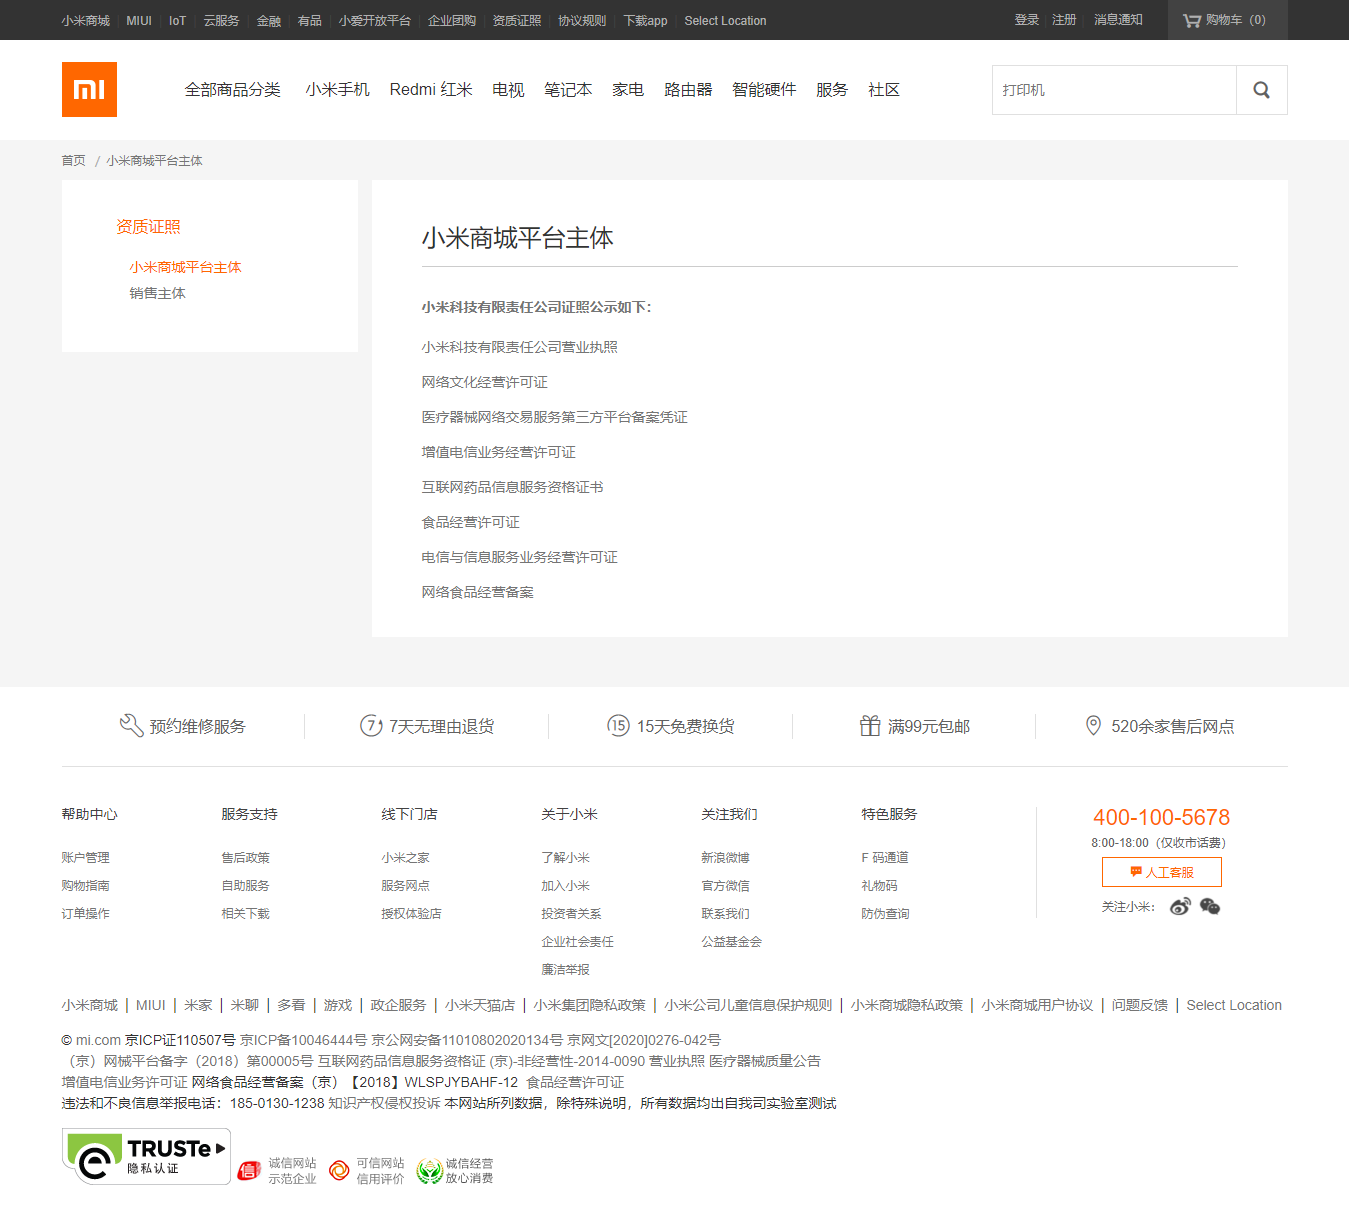 小米商城 MIUI IoT 云服务 金融 有品 小爱开放平台 企业团购 资质证照 协议规则 下载app Select Location 登录 注册 消息通知 购物车（0）
mi 全部商品分类 小米手机 Redmi 红米 电视 笔记本 家电 路由器 智能硬件 服务 社区 打印机
首页 / 小米商城平台主体
资质证照
小米商城平台主体
销售主体
小米商城平台主体
小米科技有限责任公司证照公示如下：
小米科技有限责任公司营业执照
网络文化经营许可证
医疗器械网络交易服务第三方平台备案凭证
增值电信业务经营许可证
互联网药品信息服务资格证书
食品经营许可证
电信与信息服务业务经营许可证
网络食品经营备案
预约维修服务 7 7天无理由退货 15 15天免费换货 满99元包邮 520余家售后网点
帮助中心
账户管理
购物指南
订单操作
服务支持
售后政策
自助服务
相关下载
线下门店
小米之家
服务网点
授权体验店
关于小米
了解小米
加入小米
投资者关系
企业社会责任
廉洁举报
关注我们
新浪微博
官方微信
联系我们
公益基金会
特色服务
F 码通道
礼物码
防伪查询
400-100-5678
8:00-18:00（仅收市话费）
人工客服
关注小米：
小米商城 | MIUI | 米家 | 米聊 | 多看 | 游戏 | 政企服务 | 小米天猫店 | 小米集团隐私政策 | 小米公司儿童信息保护规则 | 小米商城隐私政策 | 小米商城用户协议 | 问题反馈 | Select Location
© mi.com 京ICP证110507号 京ICP备10046444号 京公网安备11010802020134号 京网文[2020]0276-042号
（京）网械平台备字（2018）第00005号 互联网药品信息服务资格证 (京)-非经营性-2014-0090 营业执照 医疗器械质量公告
增值电信业务许可证 网络食品经营备案（京）【2018】WLSPJYBAHF-12 食品经营许可证
违法和不良信息举报电话：185-0130-1238 知识产权侵权投诉 本网站所列数据，除特殊说明，所有数据均出自我司实验室测试
TRUSTe
隐私认证
信 诚信网站
示范企业
可信网站
信用评价
诚信经营
放心消费